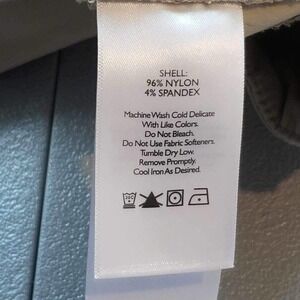 SHELL:
96% NYLON
4% SPANDEX
Machine Wash Cold Delicate
With Like Colors.
Do Not Bleach.
Do Not Use Fabric Softeners.
Tumble Dry Low.
Remove Promptly.
Cool Iron As Desired.